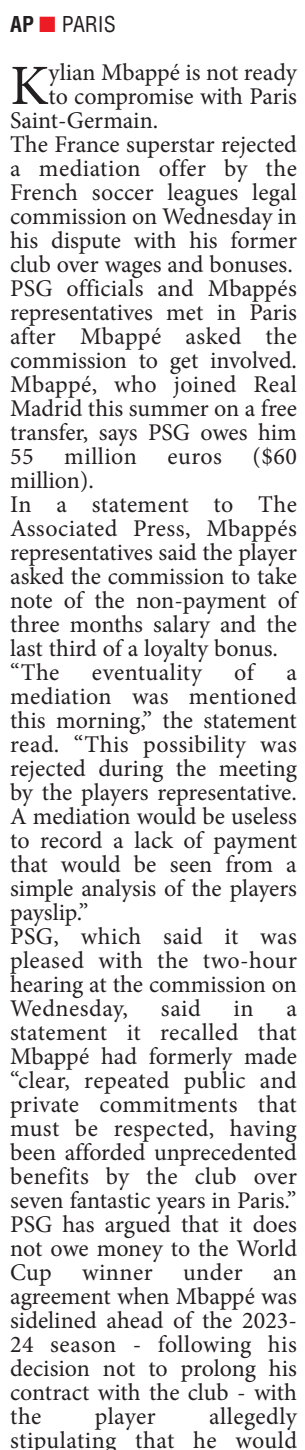 AP ■ PARIS
Kylian Mbappé is not ready
to compromise with Paris
Saint-Germain.
The France superstar rejected
a mediation offer by the
French soccer leagues legal
commission on Wednesday in
his dispute with his former
club over wages and bonuses.
PSG officials and Mbappés
representatives met in Paris
after Mbappé asked the
commission to get involved.
Mbappé, who joined Real
Madrid this summer on a free
transfer, says PSG owes him
55 million euros ($60
million).
In a statement to The
Associated Press, Mbappés
representatives said the player
asked the commission to take
note of the non-payment of
three months salary and the
last third of a loyalty bonus.
“The eventuality of a
mediation was mentioned
this morning,” the statement
read. “This possibility was
rejected during the meeting
by the players representative.
A mediation would be useless
to record a lack of payment
that would be seen from a
simple analysis of the players
payslip.”
PSG, which said it was
pleased with the two-hour
hearing at the commission on
Wednesday, said in a
statement it recalled that
Mbappé had formerly made
“clear, repeated public and
private commitments that
must be respected, having
been afforded unprecedented
benefits by the club over
seven fantastic years in Paris.”
PSG has argued that it does
not owe money to the World
Cup winner under an
agreement when Mbappé was
sidelined ahead of the 2023-
24 season - following his
decision not to prolong his
contract with the club - with
the player allegedly
stipulating that he would